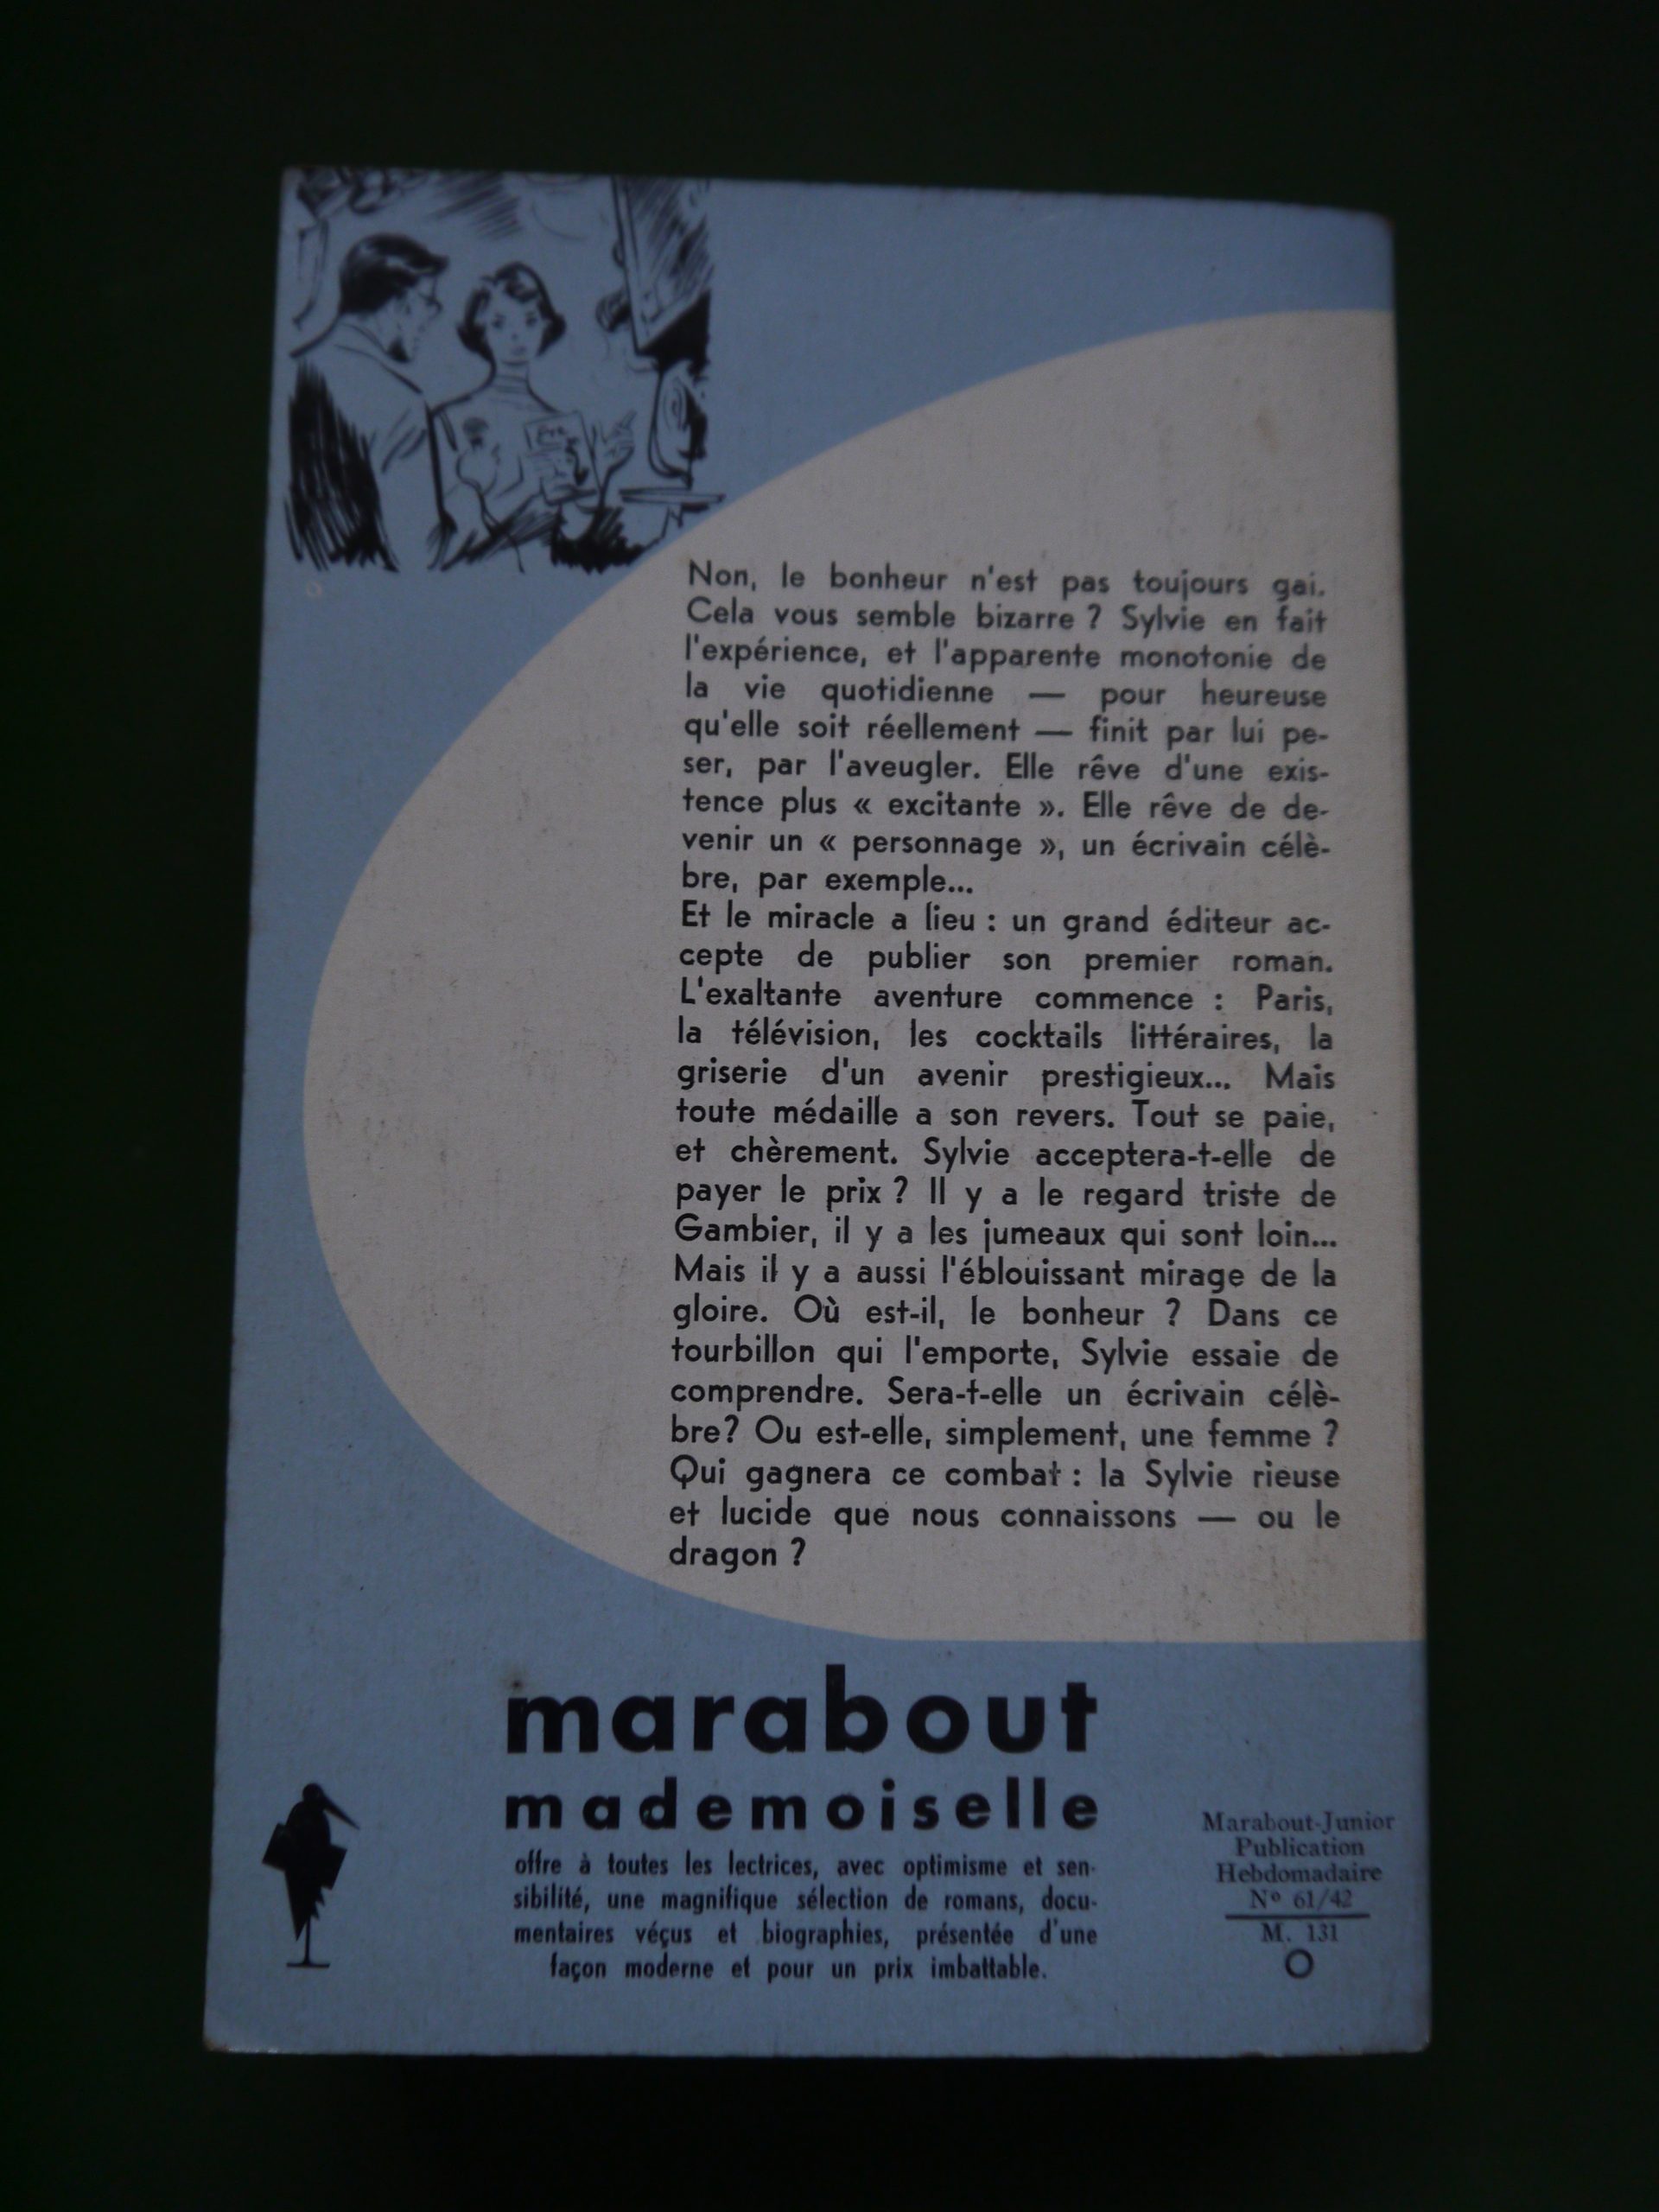 Non, le bonheur n'est pas toujours gai.
Cela vous semble bizarre ? Sylvie en fait
l'expérience, et l'apparente monotonie de
la vie quotidienne — pour heureuse
qu'elle soit réellement — finit par lui pe-
ser, par l'aveugler. Elle rêve d'une exis-
tence plus « excitante ». Elle rêve de de-
venir un « personnage », un écrivain célè-
bre, par exemple...
Et le miracle a lieu : un grand éditeur ac-
cepte de publier son premier roman.
L'exaltante aventure commence : Paris,
la télévision, les cocktails littéraires, la
griserie d'un avenir prestigieux... Mais
toute médaille a son revers. Tout se paie,
et chèrement. Sylvie acceptera-t-elle de
payer le prix ? Il y a le regard triste de
Gambier, il y a les jumeaux qui sont loin...
Mais il y a aussi l'éblouissant mirage de la
gloire. Où est-il, le bonheur ? Dans ce
tourbillon qui l'emporte, Sylvie essaie de
comprendre. Sera-t-elle un écrivain célè-
bre? Ou est-elle, simplement, une femme ?
Qui gagnera ce combat : la Sylvie rieuse
et lucide que nous connaissons — ou le
dragon ?
marabout
mademoiselle
offre à toutes les lectrices, avec optimisme et sen-
sibilité, une magnifique sélection de romans, docu-
mentaires véçus et biographies, présentée d'une
façon moderne et pour un prix imbattable.
Marabout-Junior
Publication
Hebdomadaire
Nº 61/42
M. 131
O